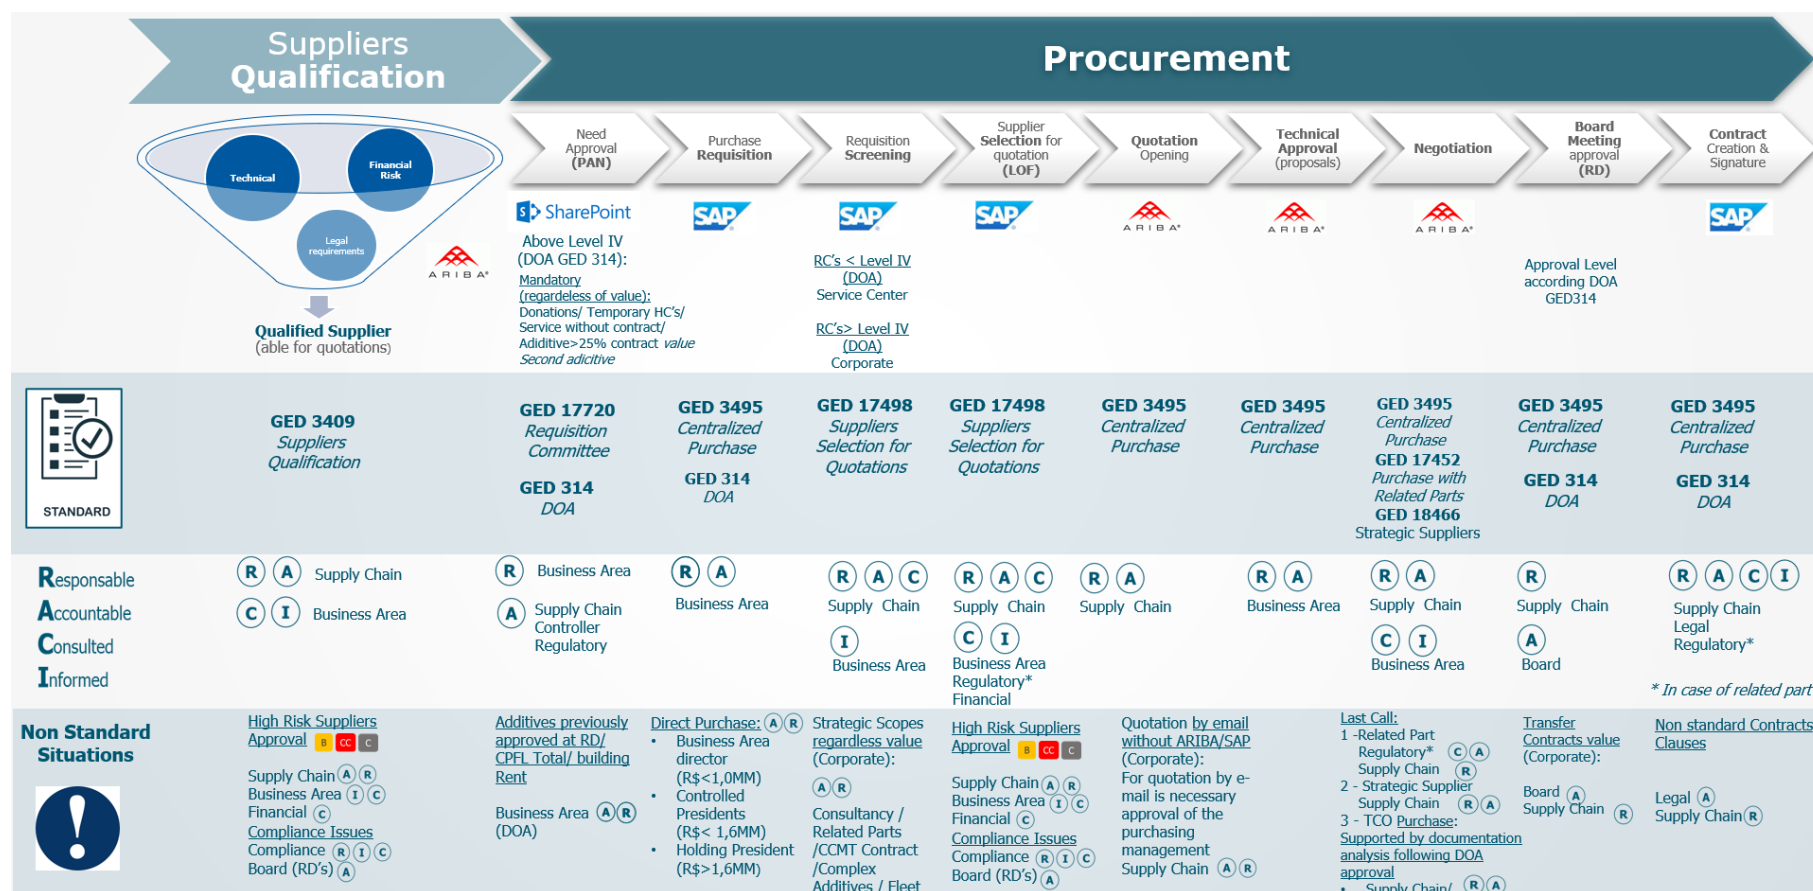 Suppliers
Qualification
Procurement
Technical
Financial
Risk
Legal
requirements
ARIBA
Qualified Supplier
(able for quotations)
Need
Approval
(PAN)
Purchase
Requisition
Requisition
Screening
Supplier
Selection for
quotation
(LOF)
Quotation
Opening
Technical
Approval
(proposals)
Negotiation
Board
Meeting
approval
(RD)
Contract
Creation &
Signature
S SharePoint
SAP
SAP
SAP
ARIBA
ARIBA
ARIBA
SAP
Above Level IV
(DOA GED 314):
Mandatory
(regardeless of value):
Donations/ Temporary HC's/
Service without contract/
Adiditive>25% contract value
Second adicitive
RC's < Level IV
(DOA)
Service Center
RC's> Level IV
(DOA)
Corporate
Approval Level
according DOA
GED314
STANDARD
GED 3409
Suppliers
Qualification
GED 17720
Requisition
Committee
GED 314
DOA
GED 3495
Centralized
Purchase
GED 314
DOA
GED 17498
Suppliers
Selection for
Quotations
GED 17498
Suppliers
Selection for
Quotations
GED 3495
Centralized
Purchase
GED 3495
Centralized
Purchase
GED 3495
Centralized
Purchase
GED 17452
Purchase with
Related Parts
GED 18466
Strategic Suppliers
GED 3495
Centralized
Purchase
GED 314
DOA
GED 3495
Centralized
Purchase
GED 314
DOA
Responsable
Accountable
Consulted
Informed
R A Supply Chain
C I Business Area
R Business Area
A Supply Chain
Controller
Regulatory
R A
Business Area
R A C
Supply Chain
I
Business Area
R A C
Supply Chain
C I
Business Area
Regulatory*
Financial
R A
Supply Chain
R A
Business Area
R A
Supply Chain
C I
Business Area
R
Supply Chain
A
Board
R A C I
Supply Chain
Legal
Regulatory*
* In case of related part
Non Standard
Situations
High Risk Suppliers
Approval B CC C
Supply Chain A R
Business Area I C
Financial C
Compliance Issues
Compliance R I C
Board (RD's) A
Additives previously
approved at RD/
CPFL Total/ building
Rent
Business Area A R
(DOA)
Direct Purchase: A R
• Business Area
director
(R$<1,0MM)
• Controlled
Presidents
(R$< 1,6MM)
• Holding President
(R$>1,6MM)
Strategic Scopes
regardless value
(Corporate):
A R
Consultancy /
Related Parts
/CCMT Contract
/Complex
Additives / Fleet
High Risk Suppliers
Approval B CC C
Supply Chain A R
Business Area I C
Financial C
Compliance Issues
Compliance R I C
Board (RD's) A
Quotation by email
without ARIBA/SAP
(Corporate):
For quotation by e-
mail is necessary
approval of the
purchasing
management
Supply Chain A R
Last Call:
1 -Related Part
Regulatory* C A
Supply Chain R
2 - Strategic Supplier
Supply Chain R A
3 - TCO Purchase:
Supported by documentation
analysis following DOA
approval
• Supply Chain/ R A
Transfer
Contracts value
(Corporate):
Board A
Supply Chain R
Non standard Contracts
Clauses
Legal A
Supply Chain R